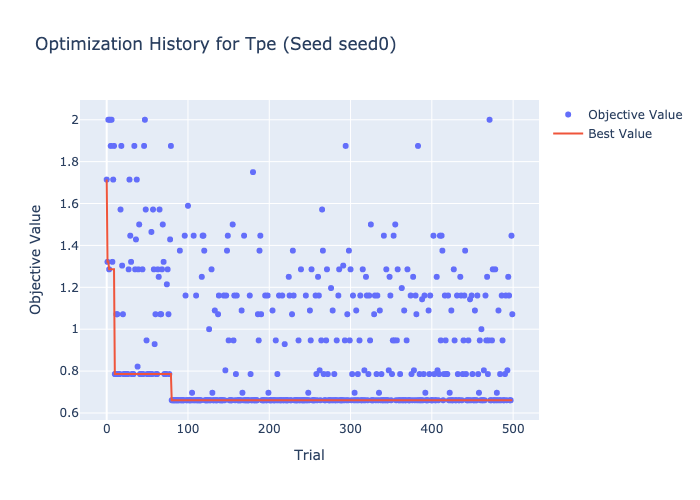 Optimization History for Tpe (Seed seed0)
Objective Value
Best Value
2
1.8
1.6
1.4
1.2
1
0.8
0.6
Objective Value
0
100
200
300
400
500
Trial